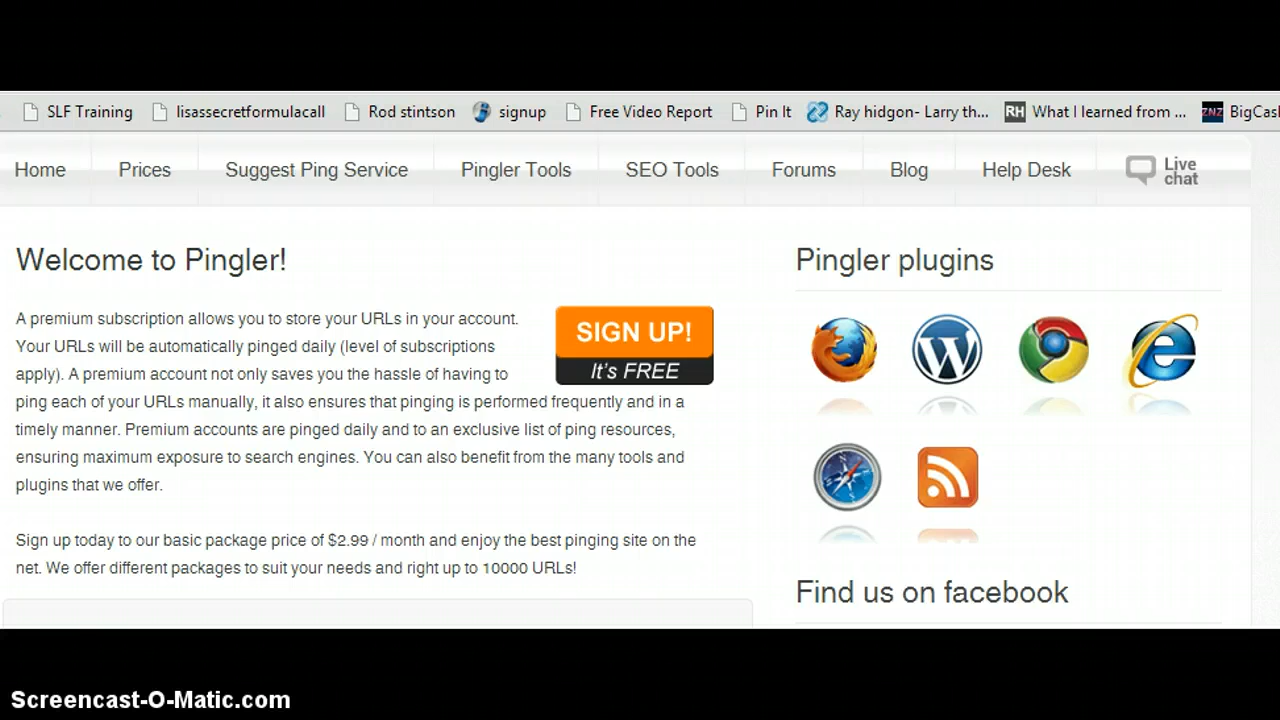 SLF Training lisassecretformulacall Rod stintson signup Free Video Report Pin It Ray hidgon- Larry th... RH What I learned from ... ZNZ BigCas
Home Prices Suggest Ping Service Pingler Tools SEO Tools Forums Blog Help Desk Live chat
Welcome to Pingler!
A premium subscription allows you to store your URLs in your account.
Your URLs will be automatically pinged daily (level of subscriptions
apply). A premium account not only saves you the hassle of having to
ping each of your URLs manually, it also ensures that pinging is performed frequently and in a
timely manner. Premium accounts are pinged daily and to an exclusive list of ping resources,
ensuring maximum exposure to search engines. You can also benefit from the many tools and
plugins that we offer.
SIGN UP!
It's FREE
Sign up today to our basic package price of $2.99 / month and enjoy the best pinging site on the
net. We offer different packages to suit your needs and right up to 10000 URLs!
Pingler plugins
Find us on facebook
Screencast-O-Matic.com